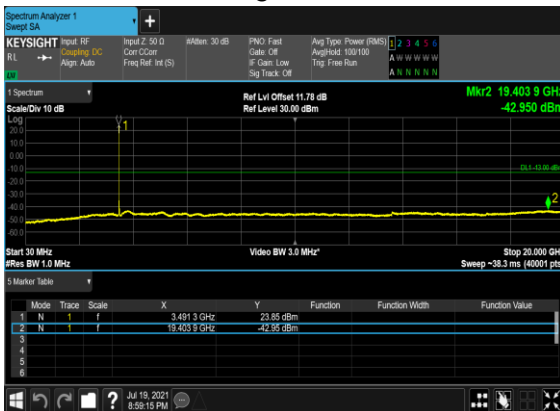 Spectrum Analyzer 1
Swept SA
+
KEYSIGHT Input: RF Input Z: 50 Ω #Atten: 30 dB PNO: Fast Avg Type: Power (RMS) 1 2 3 4 5 6
RL Coupling: DC Corr CCorr Gate: Off Avg|Hold: 100/100 A W W W W W
Align: Auto Freq Ref: Int (S) IF Gain: Low Trig: Free Run
Sig Track: Off A N N N N N
1 Spectrum Ref Lvl Offset 11.78 dB Mkr2 19.403 9 GHz
Scale/Div 10 dB Ref Level 30.00 dBm -42.950 dBm
Log
1
20.0
10.0
0.00
-10.0 DL1 -13.00 dBm
-20.0
-30.0
2
-40.0
-50.0
-60.0
Start 30 MHz Video BW 3.0 MHz* Stop 20.000 GH
#Res BW 1.0 MHz Sweep ~38.3 ms (40001 pts
5 Marker Table
Mode Trace Scale X Y Function Function Width Function Value
1 N 1 f 3.491 3 GHz 23.85 dBm
2 N 1 f 19.403 9 GHz -42.95 dBm
3
4
5
6
? Jul 19, 2021
8:59:15 PM